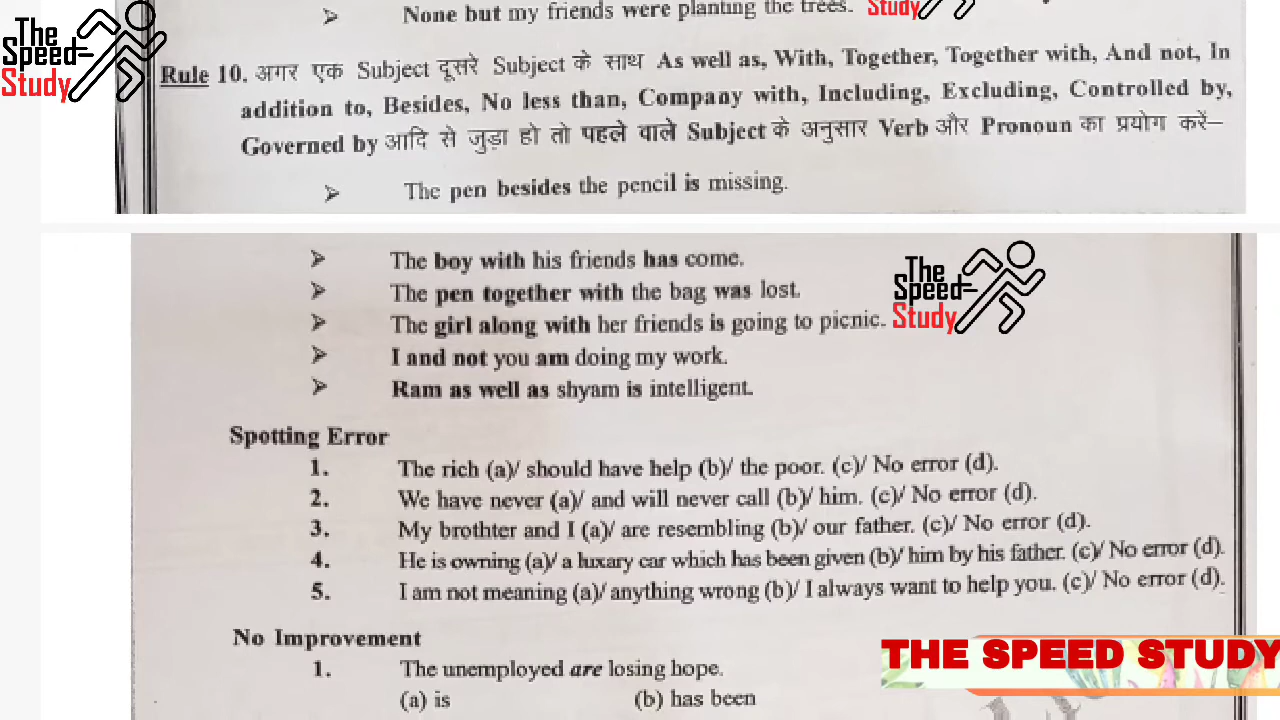 None but my friends were planting the trees.
Study
The
Speed
Study
Rule 10. अगर एक Subject दूसरे Subject के साथ As well as, With, Together, Together with, And not, In
addition to, Besides, No less than, Company with, Including, Excluding, Controlled by,
Governed by आदि से जुड़ा हो तो पहले वाले Subject के अनुसार Verb और Pronoun का प्रयोग करें–
➢ The pen besides the pencil is missing.
➢ The boy with his friends has come.
➢ The pen together with the bag was lost.
➢ The girl along with her friends is going to picnic.
➢ I and not you am doing my work.
➢ Ram as well as shyam is intelligent.
The
Speed
Study
Spotting Error
1. The rich (a)/ should have help (b)/ the poor. (c)/ No error (d).
2. We have never (a)/ and will never call (b)/ him. (c)/ No error (d).
3. My brothter and I (a)/ are resembling (b)/ our father. (c)/ No error (d).
4. He is owning (a)/ a luxary car which has been given (b)/ him by his father. (c)/ No error (d).
5. I am not meaning (a)/ anything wrong (b)/ I always want to help you. (c)/ No error (d).
No Improvement
1. The unemployed are losing hope.
(a) is (b) has been
THE SPEED STUDY